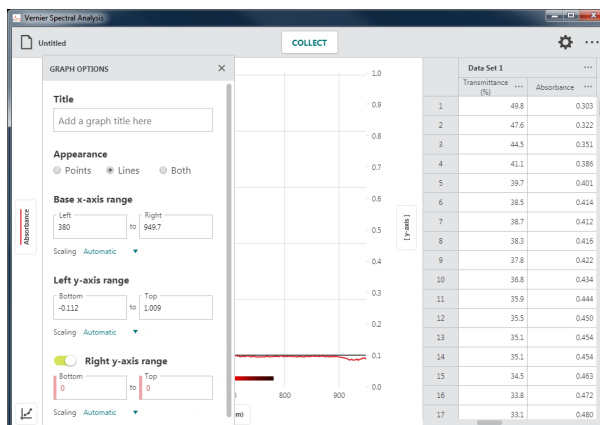 Vernier Spectral Analysis
Untitled
COLLECT
GRAPH OPTIONS
Title
Add a graph title here
Appearance
Points
Lines
Both
Base x-axis range
Left
Right
380
to
949.7
Scaling Automatic
Left y-axis range
Bottom
Top
-0.112
to
1.009
Scaling Automatic
Right y-axis range
Bottom
Top
0
to
0
Scaling Automatic
Absorbance
1.0
0.9
0.8
0.7
0.6
0.5
0.4
0.3
0.2
0.1
0.0
[ y-axis ]
800
900
Data Set 1
Transmittance
(%)
Absorbance
1 49.8 0.303
2 47.6 0.322
3 44.5 0.351
4 41.1 0.386
5 39.7 0.401
6 38.5 0.414
7 38.7 0.412
8 38.3 0.416
9 37.8 0.422
10 36.8 0.434
11 35.9 0.444
12 35.5 0.450
13 35.1 0.454
14 35.1 0.454
15 34.5 0.463
16 33.8 0.472
17 33.1 0.480